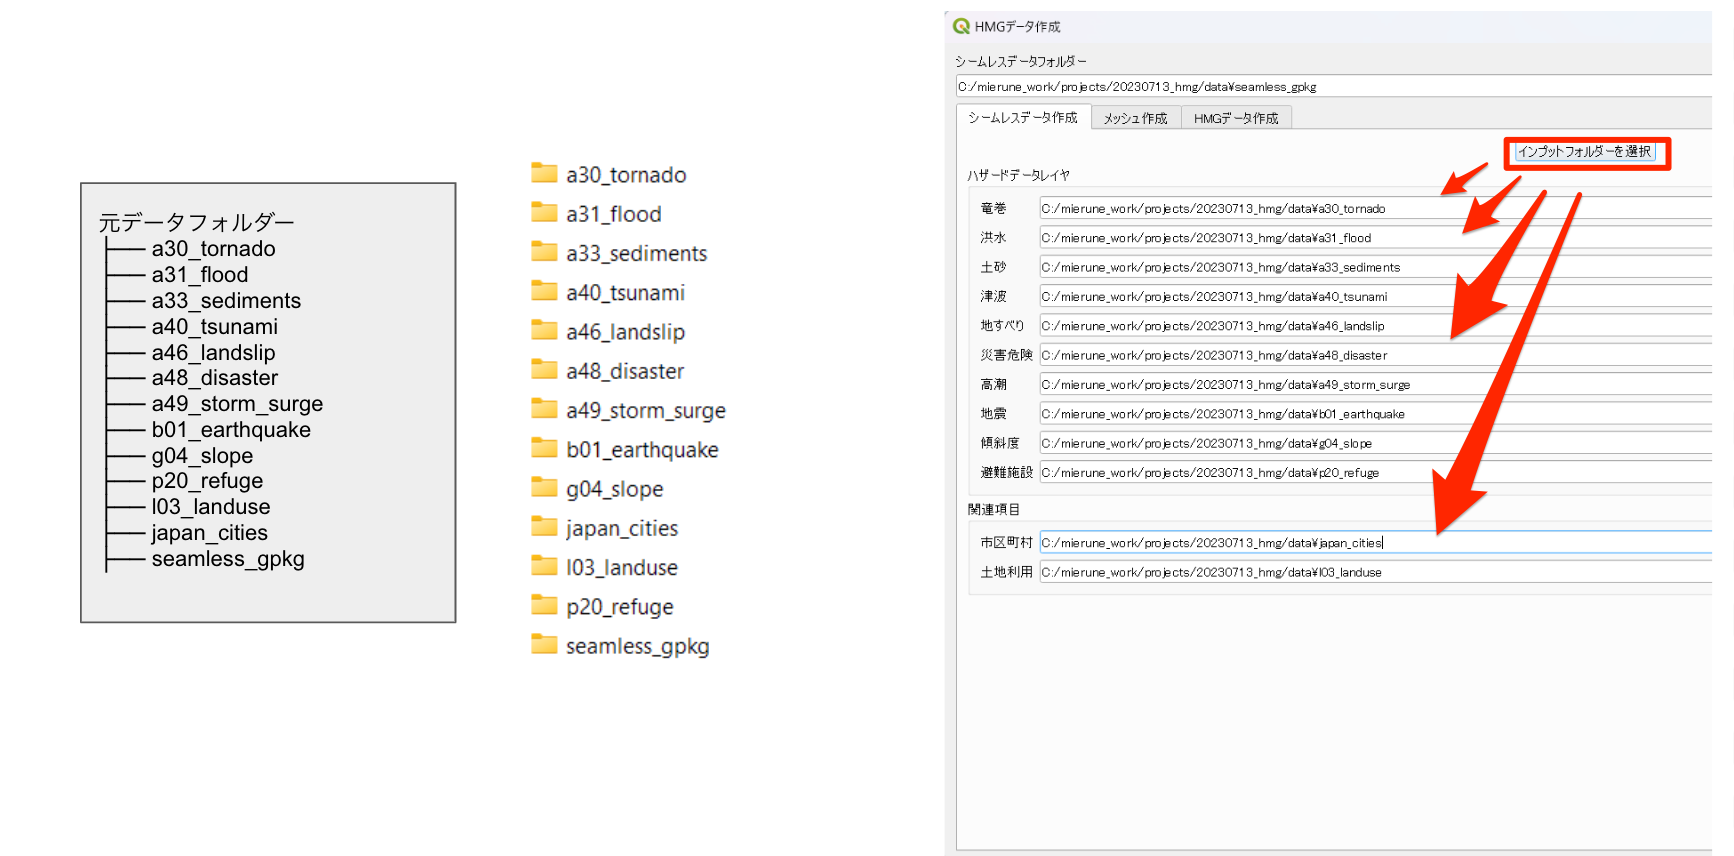 元データフォルダー
a30_tornado
a31_flood
a33_sediments
a40_tsunami
a46_landslip
a48_disaster
a49_storm_surge
b01_earthquake
g04_slope
p20_refuge
l03_landuse
japan_cities
seamless_gpkg
a30_tornado
a31_flood
a33_sediments
a40_tsunami
a46_landslip
a48_disaster
a49_storm_surge
b01_earthquake
g04_slope
japan_cities
l03_landuse
p20_refuge
seamless_gpkg
HMGデータ作成
シームレスデータフォルダー
C:/mierune_work/projects/20230713_hmg/data¥seamless_gpkg
シームレスデータ作成 メッシュ作成 HMGデータ作成
インプットフォルダーを選択
ハザードデータレイヤ
竜巻 C:/mierune_work/projects/20230713_hmg/data¥a30_tornado
洪水 C:/mierune_work/projects/20230713_hmg/data¥a31_flood
土砂 C:/mierune_work/projects/20230713_hmg/data¥a33_sediments
津波 C:/mierune_work/projects/20230713_hmg/data¥a40_tsunami
地すべり C:/mierune_work/projects/20230713_hmg/data¥a46_landslip
災害危険 C:/mierune_work/projects/20230713_hmg/data¥a48_disaster
高潮 C:/mierune_work/projects/20230713_hmg/data¥a49_storm_surge
地震 C:/mierune_work/projects/20230713_hmg/data¥b01_earthquake
傾斜度 C:/mierune_work/projects/20230713_hmg/data¥g04_slope
避難施設 C:/mierune_work/projects/20230713_hmg/data¥p20_refuge
関連項目
市区町村 C:/mierune_work/projects/20230713_hmg/data¥japan_cities
土地利用 C:/mierune_work/projects/20230713_hmg/data¥l03_landuse